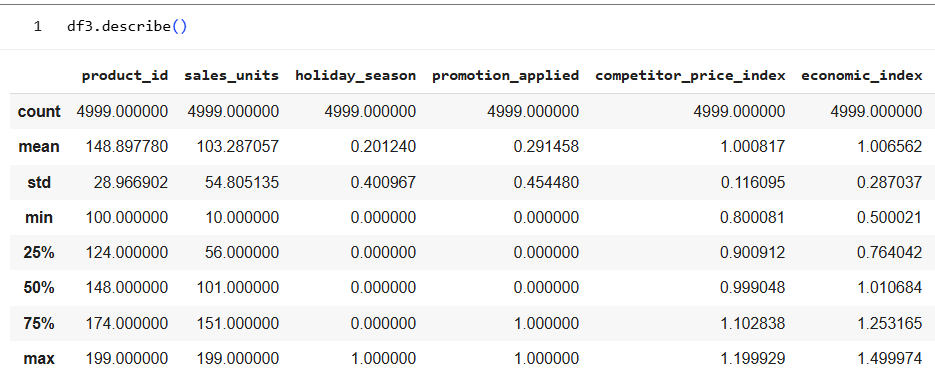 1 df3.describe()
product_id sales_units holiday_season promotion_applied competitor_price_index economic_index
count 4999.000000 4999.000000 4999.000000 4999.000000 4999.000000 4999.000000
mean 148.897780 103.287057 0.201240 0.291458 1.000817 1.006562
std 28.966902 54.805135 0.400967 0.454480 0.116095 0.287037
min 100.000000 10.000000 0.000000 0.000000 0.800081 0.500021
25% 124.000000 56.000000 0.000000 0.000000 0.900912 0.764042
50% 148.000000 101.000000 0.000000 0.000000 0.999048 1.010684
75% 174.000000 151.000000 0.000000 1.000000 1.102838 1.253165
max 199.000000 199.000000 1.000000 1.000000 1.199929 1.499974